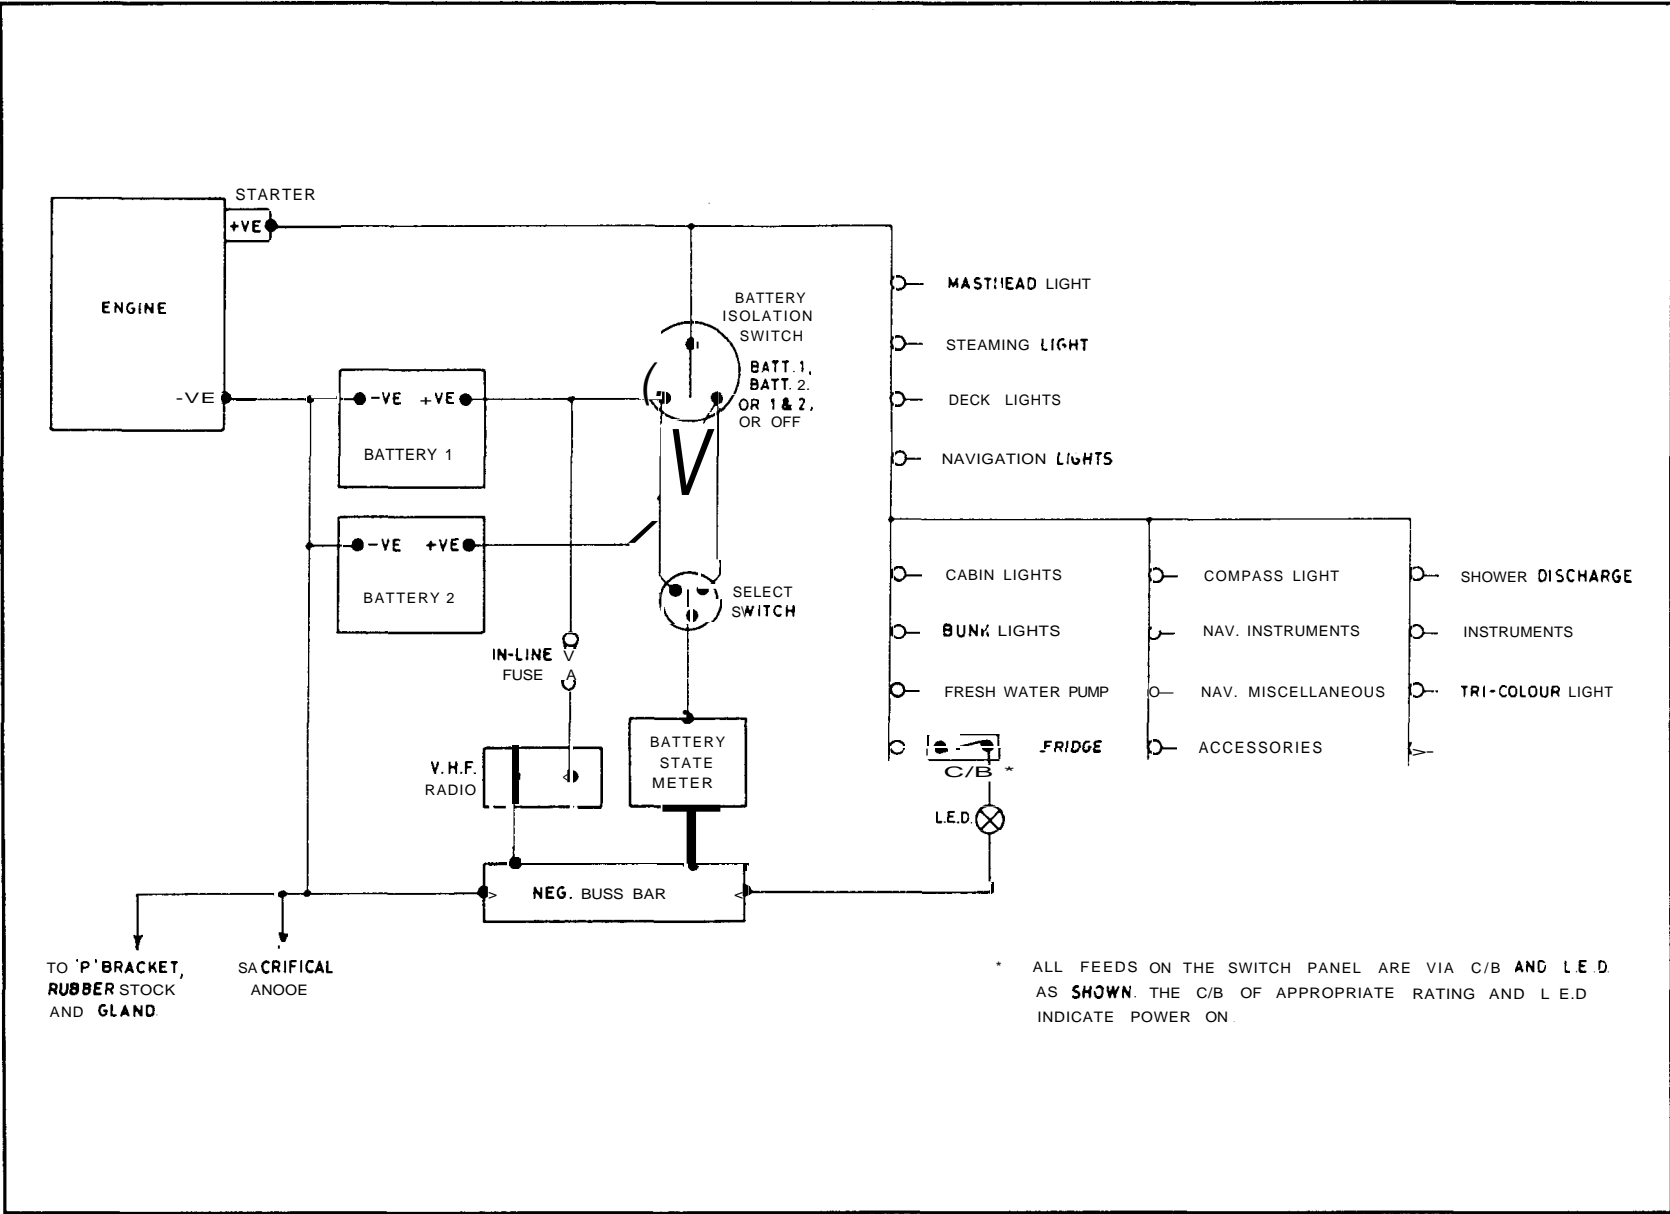 STARTER
+VE
ENGINE
-VE
BATTERY
ISOLATION
SWITCH
BATT. 1,
BATT. 2.
OR 1 & 2,
OR OFF
-VE +VE
BATTERY 1
-VE +VE
BATTERY 2
V
SELECT
SWITCH
IN-LINE
FUSE
V
A
V.H.F.
RADIO
BATTERY
STATE
METER
NEG. BUSS BAR
MASTHEAD LIGHT
STEAMING LIGHT
DECK LIGHTS
NAVIGATION LIGHTS
CABIN LIGHTS
BUNK LIGHTS
FRESH WATER PUMP
FRIDGE
C/B *
L.E.D.
COMPASS LIGHT
NAV. INSTRUMENTS
NAV. MISCELLANEOUS
ACCESSORIES
SHOWER DISCHARGE
INSTRUMENTS
TRI-COLOUR LIGHT
TO 'P' BRACKET,
RUBBER STOCK
AND GLAND.
SACRIFICAL
ANOOE
* ALL FEEDS ON THE SWITCH PANEL ARE VIA C/B AND L.E.D.
AS SHOWN. THE C/B OF APPROPRIATE RATING AND L E.D
INDICATE POWER ON.